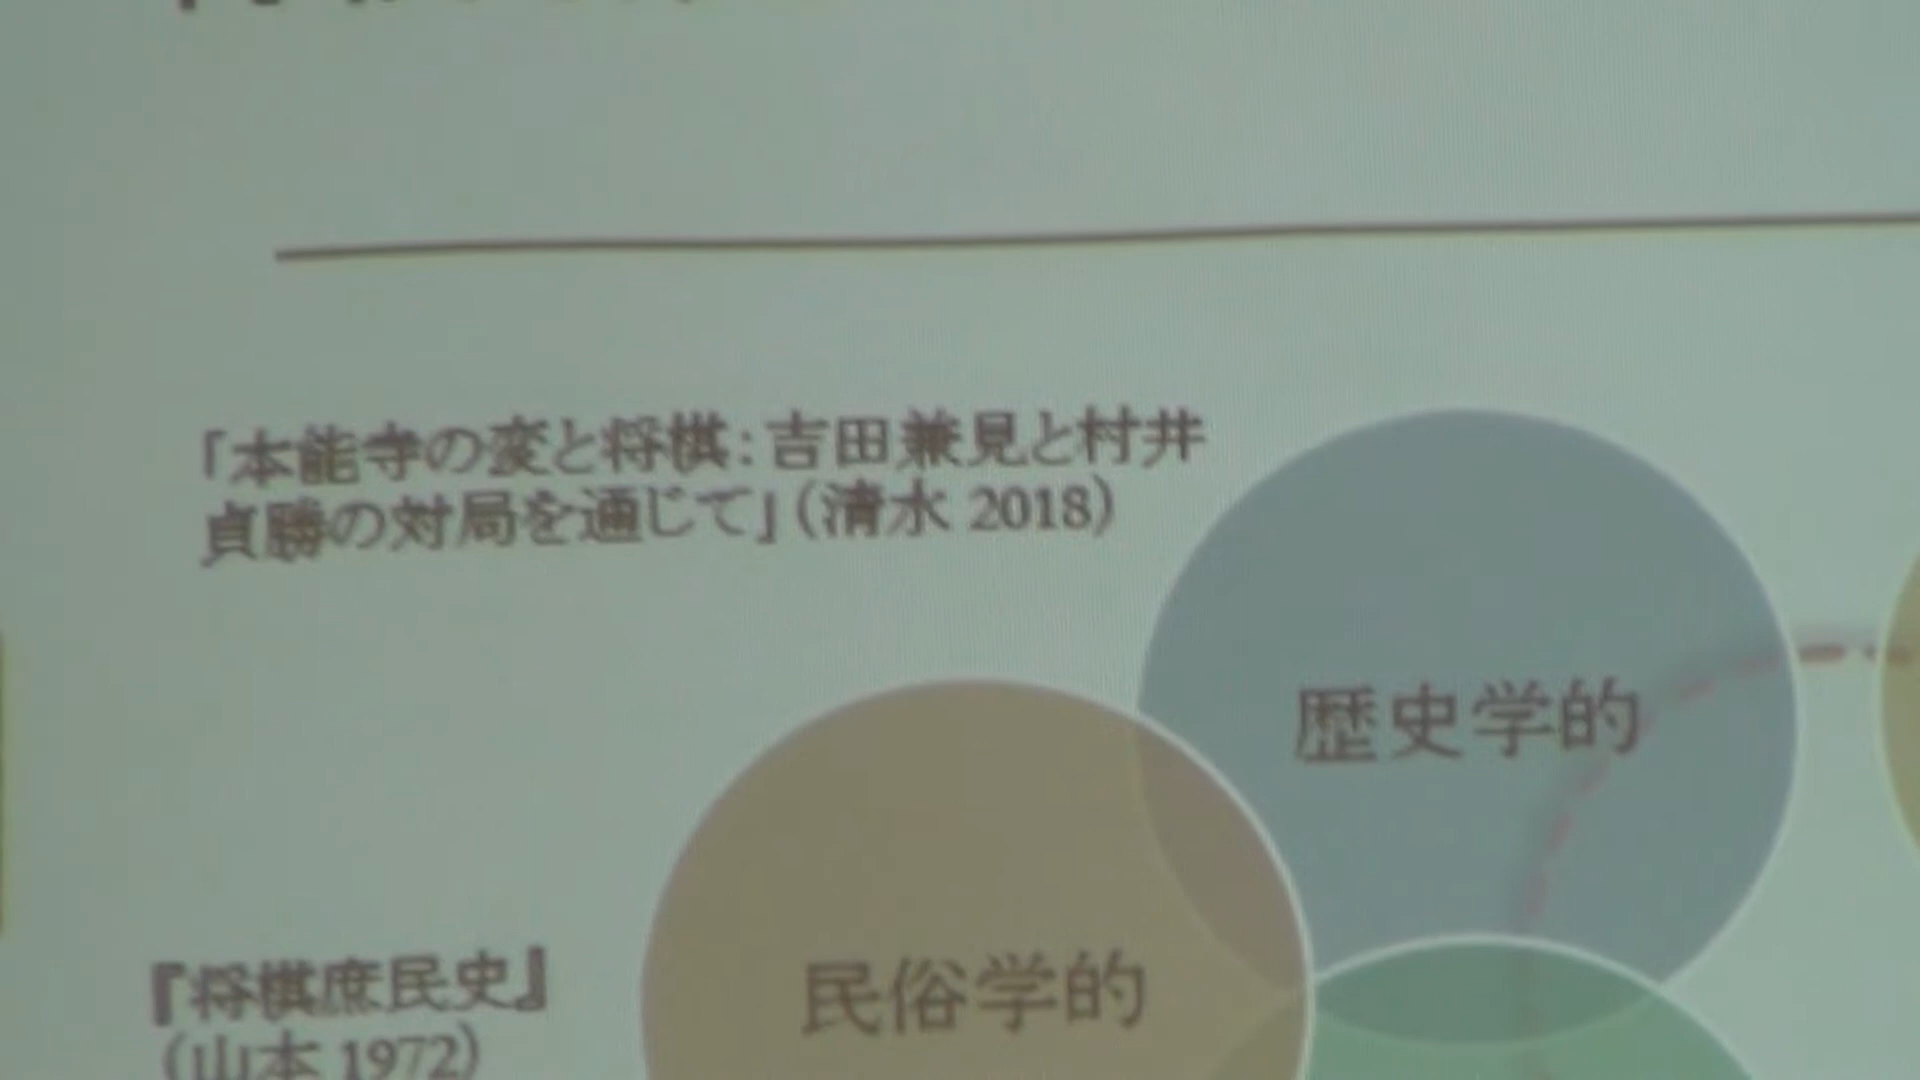 「本能寺の変と将棋：吉田兼見と村井
貞勝の対局を通じて」（清水 2018）
歴史学的
民俗学的
『将棋庶民史』
（山本 1972）